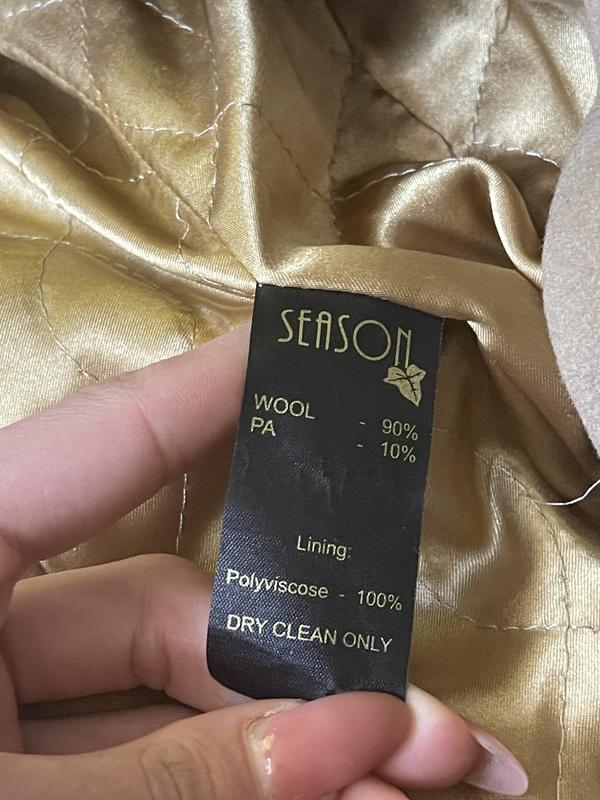 SEASON
WOOL - 90%
PA - 10%
Lining:
Polyviscose - 100%
DRY CLEAN ONLY